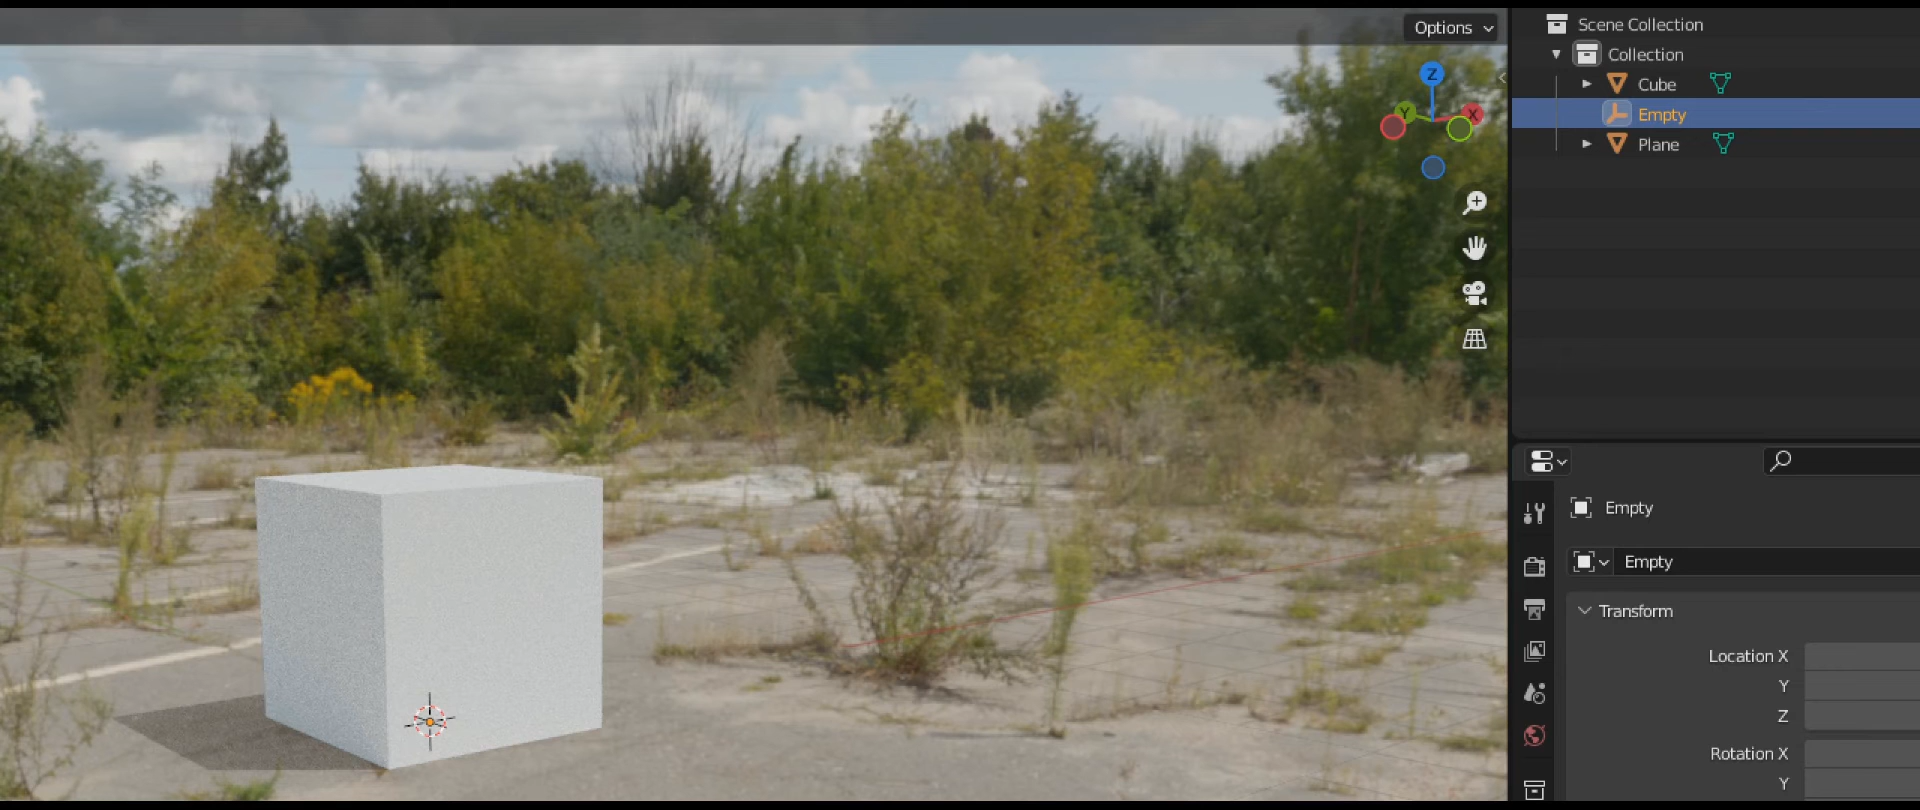 Options
Z
Y
X
Scene Collection
Collection
Cube
Empty
Plane
Empty
Empty
Transform
Location X
Y
Z
Rotation X
Y